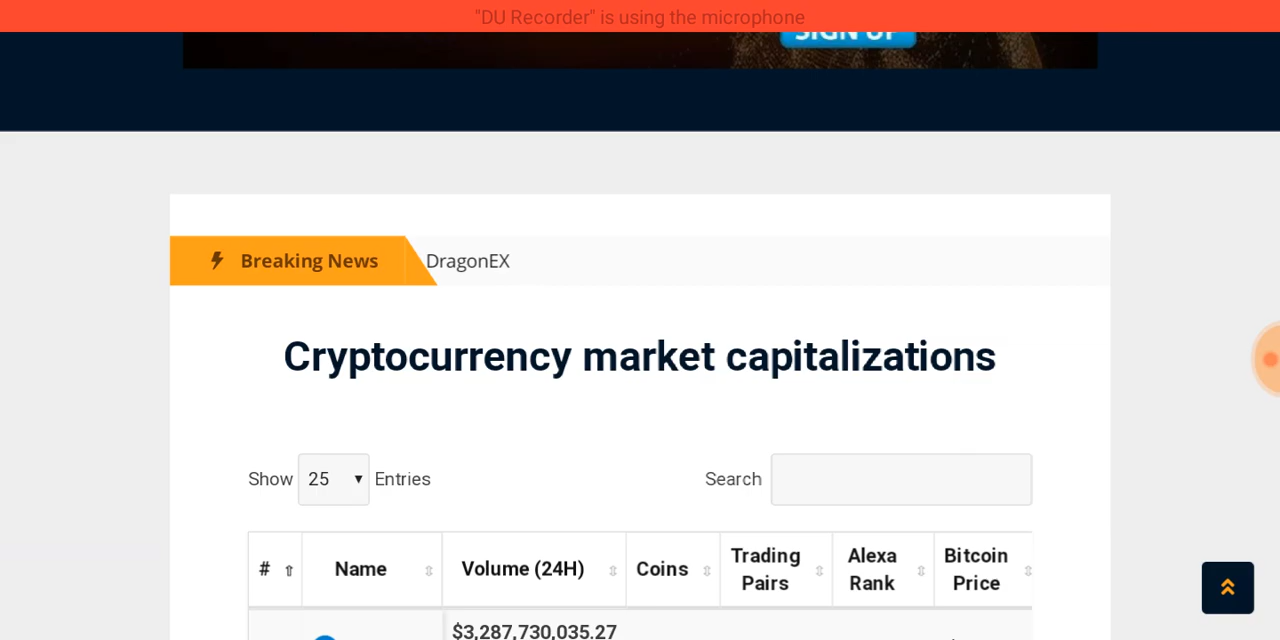 "DU Recorder" is using the microphone
SIGN UP
Breaking News DragonEX
Cryptocurrency market capitalizations
Show 25 Entries Search
# Name Volume (24H) Coins Trading Pairs Alexa Rank Bitcoin Price
$3,287,730,035.27